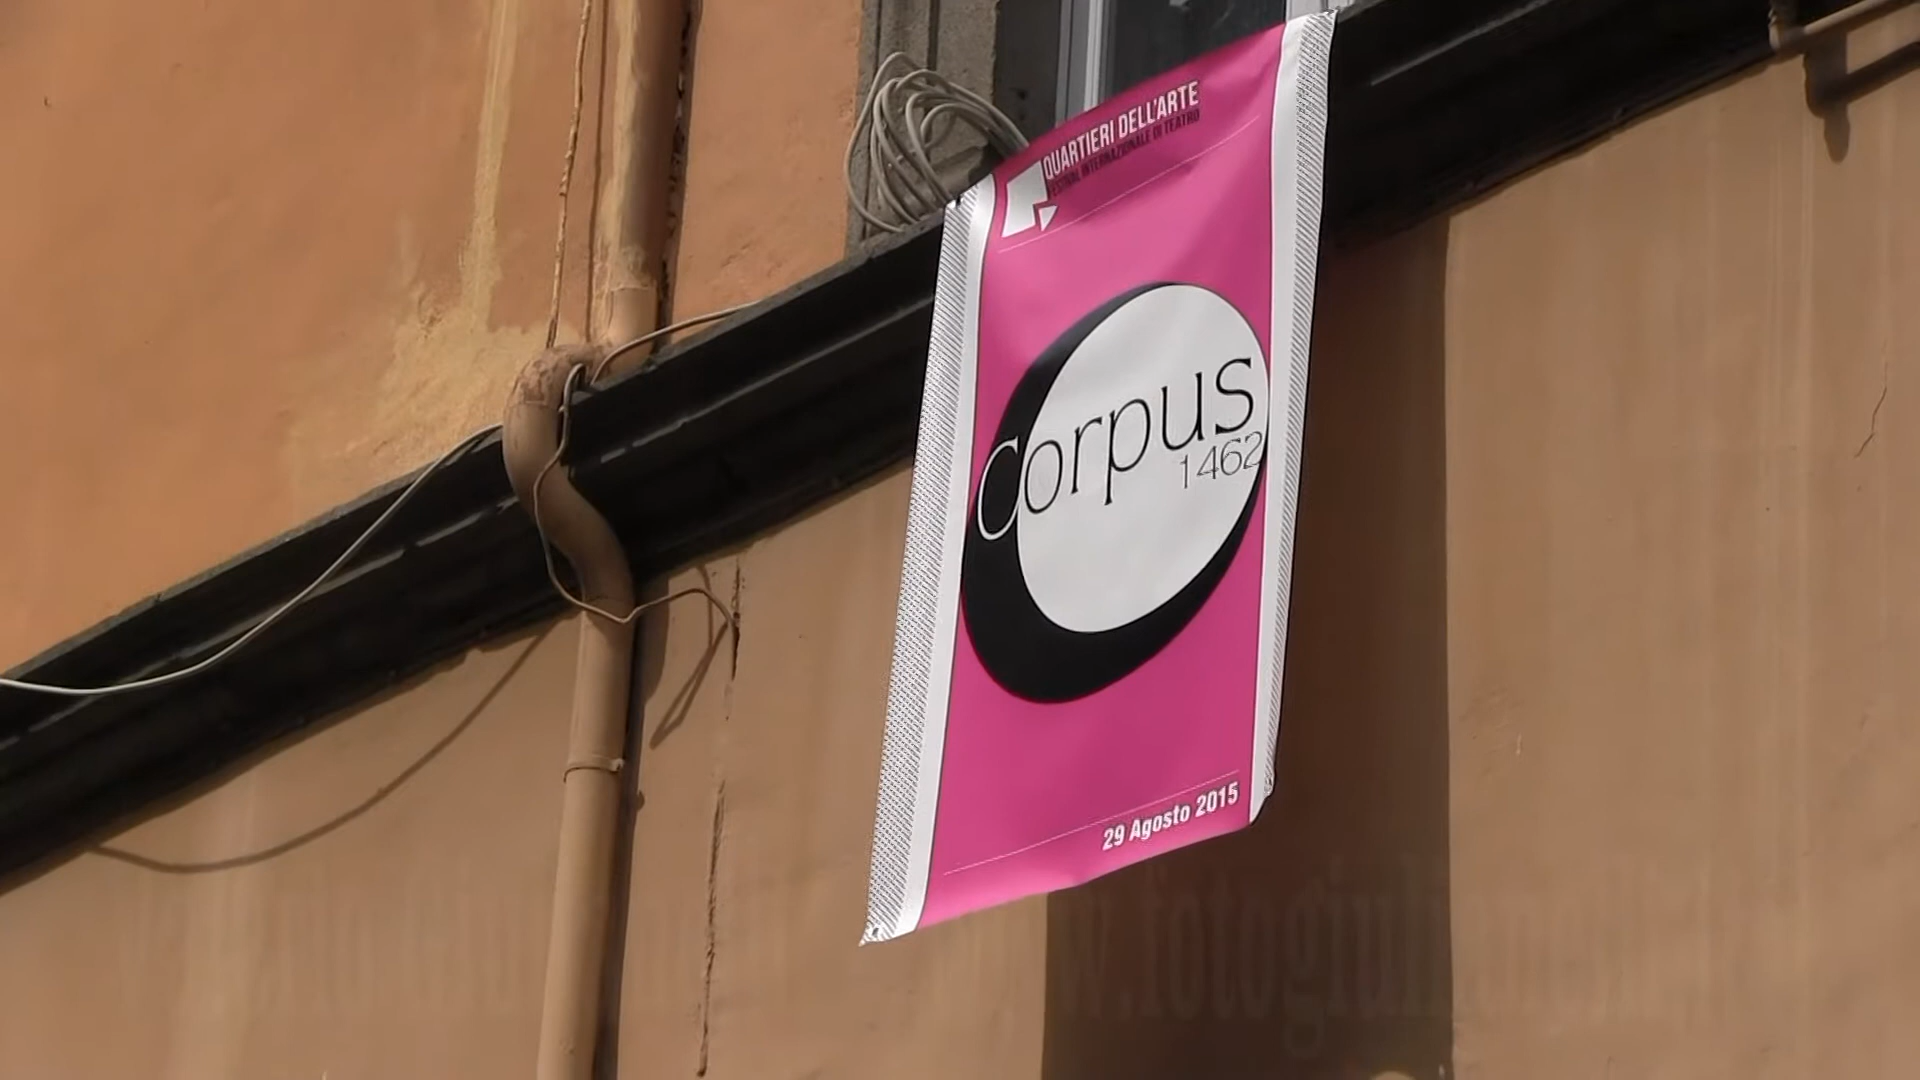 QUARTIERI DELL'ARTE
FESTIVAL INTERNAZIONALE DI TEATRO
Corpus
1462
29 Agosto 2015